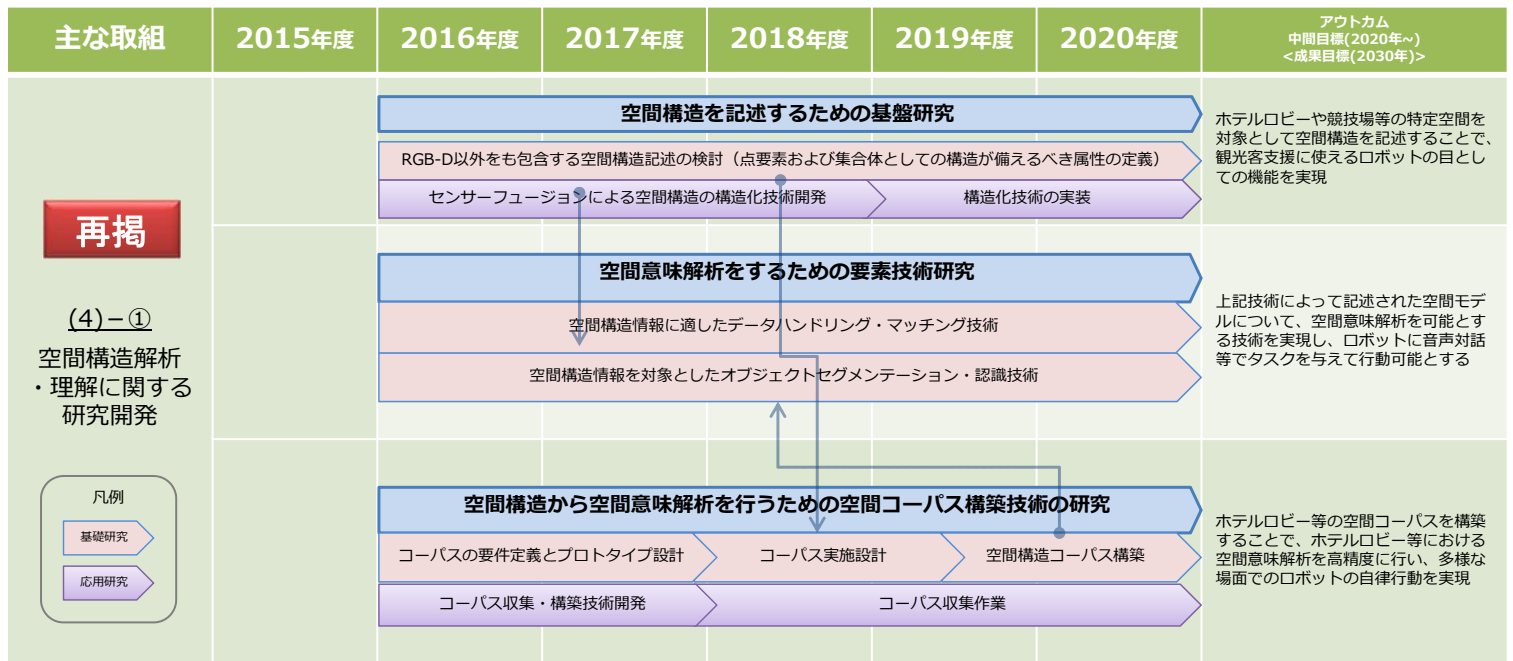 主な取組
2015年度
2016年度
2017年度
2018年度
2019年度
2020年度
アウトカム
中間目標(2020年~)
<成果目標(2030年)>
再掲
(4)－①
空間構造解析
・理解に関する
研究開発
凡例
基礎研究
応用研究
空間構造を記述するための基盤研究
RGB-D以外をも包含する空間構造記述の検討（点要素および集合体としての構造が備えるべき属性の定義）
センサーフュージョンによる空間構造の構造化技術開発
構造化技術の実装
ホテルロビーや競技場等の特定空間を
対象として空間構造を記述することで、
観光客支援に使えるロボットの目とし
ての機能を実現
空間意味解析をするための要素技術研究
空間構造情報に適したデータハンドリング・マッチング技術
空間構造情報を対象としたオブジェクトセグメンテーション・認識技術
上記技術によって記述された空間モデ
ルについて、空間意味解析を可能とす
る技術を実現し、ロボットに音声対話
等でタスクを与えて行動可能とする
空間構造から空間意味解析を行うための空間コーパス構築技術の研究
コーパスの要件定義とプロトタイプ設計
コーパス実施設計
空間構造コーパス構築
コーパス収集・構築技術開発
コーパス収集作業
ホテルロビー等の空間コーパスを構築
することで、ホテルロビー等における
空間意味解析を高精度に行い、多様な
場面でのロボットの自律行動を実現